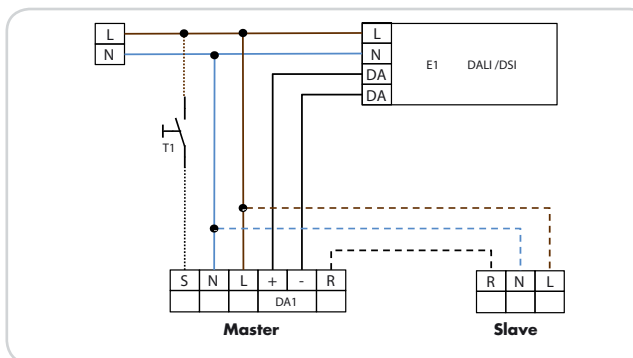 L
N
L
N
DA
DA
E1 DALI /DSI
T1
S N L + - R
DA1
Master
R N L
Slave